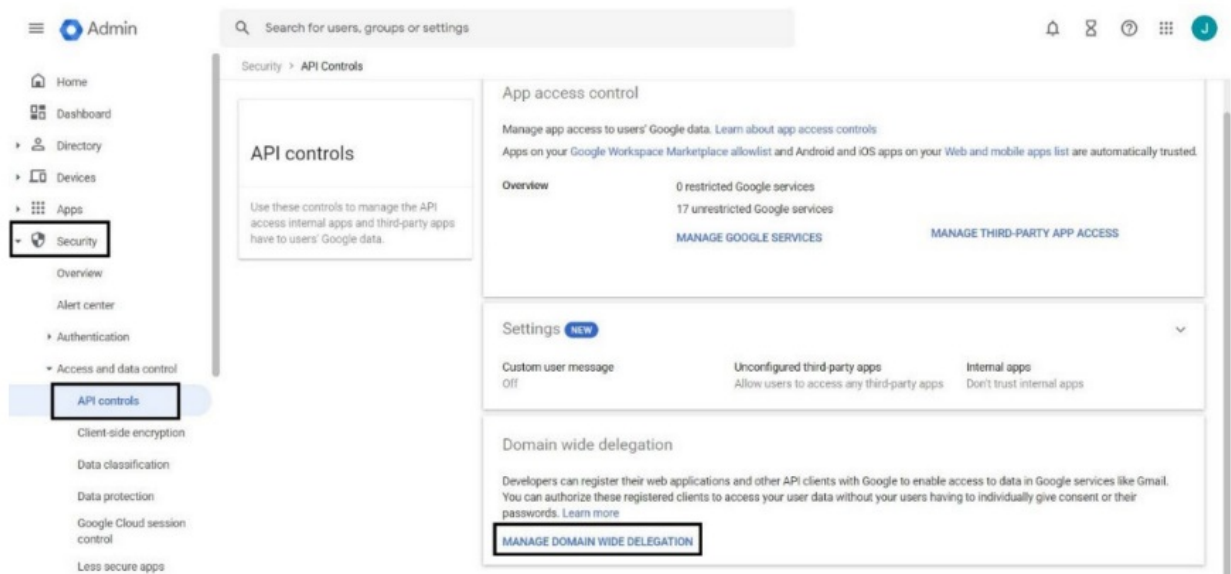 Admin
Search for users, groups or settings
J
Home
Dashboard
Directory
Devices
Apps
Security
Overview
Alert center
Authentication
Access and data control
API controls
Client-side encryption
Data classification
Data protection
Google Cloud session
control
Less secure apps
Security > API Controls
API controls
Use these controls to manage the API
access internal apps and third-party apps
have to users' Google data.
App access control
Manage app access to users' Google data. Learn about app access controls
Apps on your Google Workspace Marketplace allowlist and Android and iOS apps on your Web and mobile apps list are automatically trusted.
Overview
0 restricted Google services
17 unrestricted Google services
MANAGE GOOGLE SERVICES
MANAGE THIRD-PARTY APP ACCESS
Settings NEW
Custom user message
Off
Unconfigured third-party apps
Allow users to access any third-party apps
Internal apps
Don't trust internal apps
Domain wide delegation
Developers can register their web applications and other API clients with Google to enable access to data in Google services like Gmail.
You can authorize these registered clients to access your user data without your users having to individually give consent or their
passwords. Learn more
MANAGE DOMAIN WIDE DELEGATION